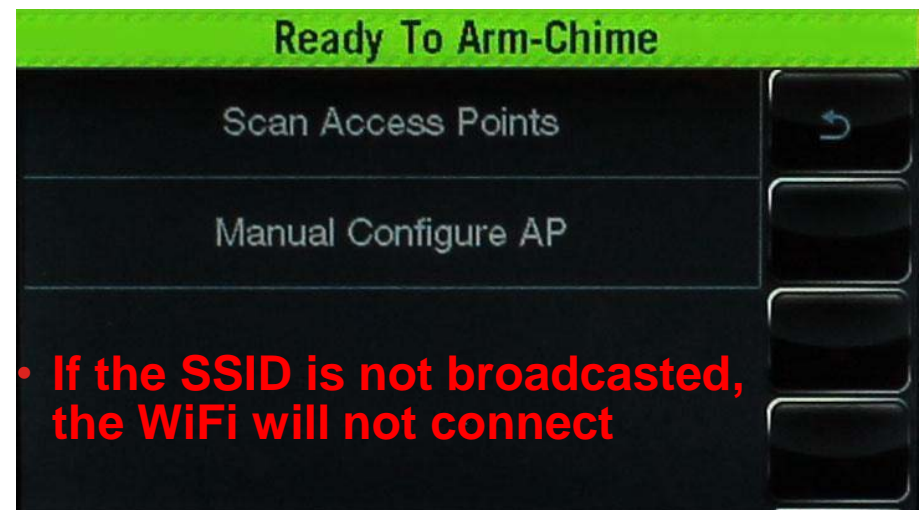 Ready To Arm-Chime
Scan Access Points
Manual Configure AP
• If the SSID is not broadcasted,
the WiFi will not connect